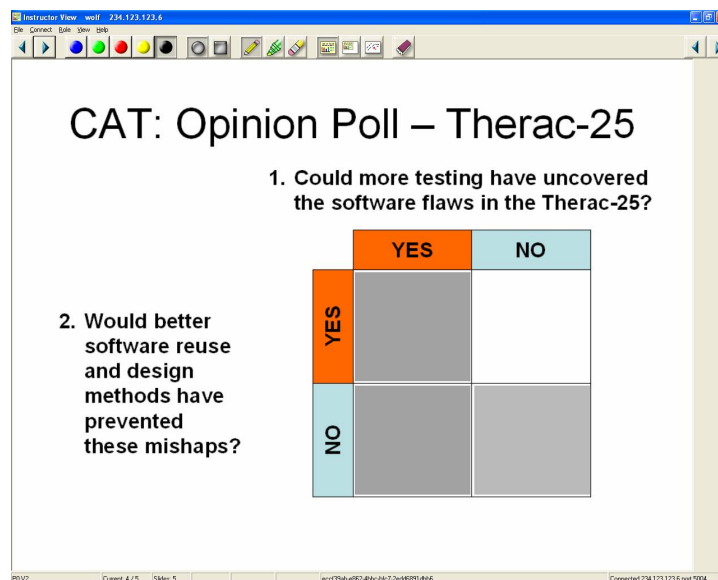 Instructor View wolf 234.123.123.6
File Connect Role View Help
CAT: Opinion Poll – Therac-25
1. Could more testing have uncovered
the software flaws in the Therac-25?
YES NO
2. Would better
software reuse
and design
methods have
prevented
these mishaps?
YES
NO
Current: 4 / 5 Slides: 5
Connected 234.123.123.6 port 5004